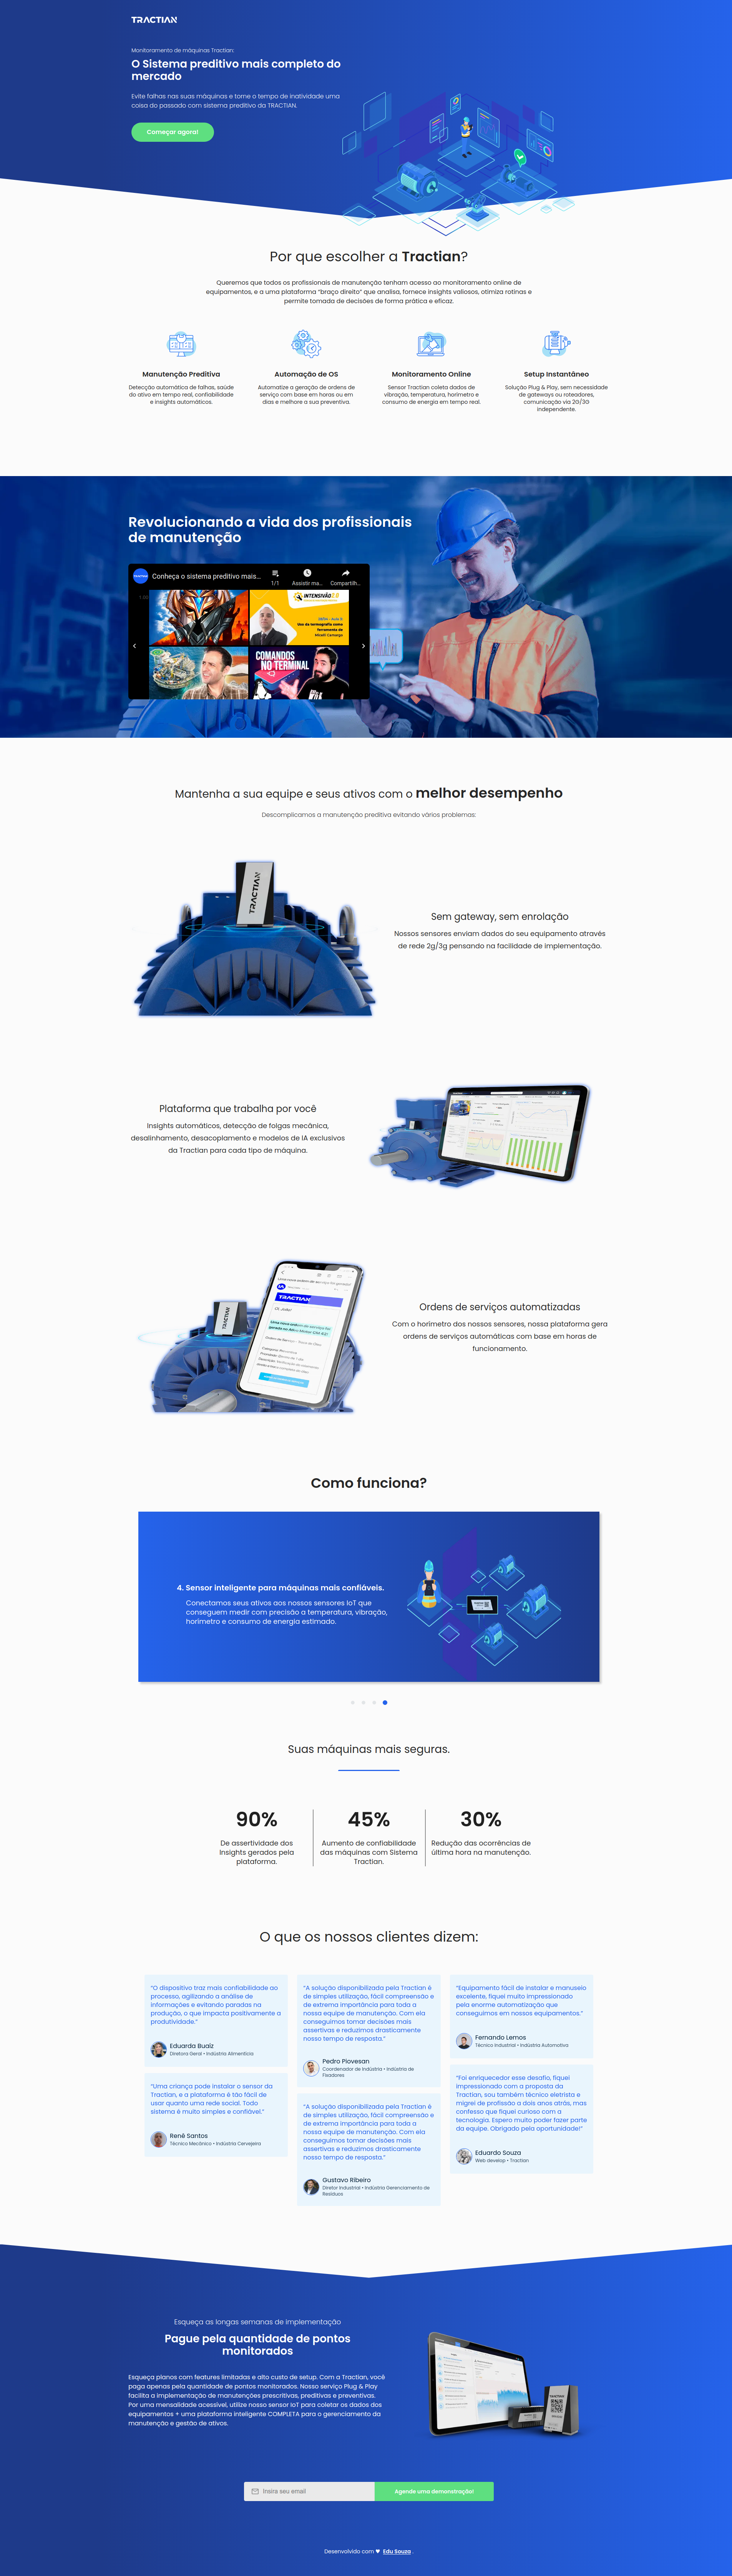 TRACTIAN
Monitoramento de máquinas Tractian:
O Sistema preditivo mais completo do
mercado
Evite falhas nas suas máquinas e torne o tempo de inatividade uma
coisa do passado com sistema preditivo da TRACTIAN.
Começar agora!
Por que escolher a Tractian?
Queremos que todos os profissionais de manutenção tenham acesso ao monitoramento online de
equipamentos, e a uma plataforma “braço direito” que analisa, fornece insights valiosos, otimiza rotinas e
permite tomada de decisões de forma prática e eficaz.
Manutenção Preditiva
Detecção automática de falhas, saúde
do ativo em tempo real, confiabilidade
e insights automáticos.
Automação de OS
Automatize a geração de ordens de
serviço com base em horas ou em
dias e melhore a sua preventiva.
Monitoramento Online
Sensor Tractian coleta dados de
vibração, temperatura, horímetro e
consumo de energia em tempo real.
Setup Instantâneo
Solução Plug & Play, sem necessidade
de gateways ou roteadores,
comunicação via 2G/3G
independente.
Revolucionando a vida dos profissionais
de manutenção
Conheça o sistema preditivo mais...
1/1
Assistir ma...
Compartilh...
INTENSIVÃO 2.0
Uso da termografia como
ferramenta de
COMANDOS
NO TERMINAL
Mantenha a sua equipe e seus ativos com o melhor desempenho
Descomplicamos a manutenção preditiva evitando vários problemas:
TRACTIAN
Sem gateway, sem enrolação
Nossos sensores enviam dados do seu equipamento através
de rede 2g/3g pensando na facilidade de implementação.
Plataforma que trabalha por você
Insights automáticos, detecção de folgas mecânica,
desalinhamento, desacoplamento e modelos de IA exclusivos
da Tractian para cada tipo de máquina.
TRACTIAN
TRACTIAN
Ordens de serviços automatizadas
Com o horímetro dos nossos sensores, nossa plataforma gera
ordens de serviços automáticas com base em horas de
funcionamento.
Como funciona?
4. Sensor inteligente para máquinas mais confiáveis.
Conectamos seus ativos aos nossos sensores IoT que
conseguem medir com precisão a temperatura, vibração,
horímetro e consumo de energia estimado.
Suas máquinas mais seguras.
90%
De assertividade dos
Insights gerados pela
plataforma.
45%
Aumento de confiabilidade
das máquinas com Sistema
Tractian.
30%
Redução das ocorrências de
última hora na manutenção.
O que os nossos clientes dizem:
“O dispositivo traz mais confiabilidade ao
processo, agilizando a análise de
informações e evitando paradas na
produção, o que impacta positivamente a
produtividade.”
Eduarda Buaiz
Diretora Geral • Indústria Alimentícia
“Uma criança pode instalar o sensor da
Tractian, e a plataforma é tão fácil de
usar quanto uma rede social. Todo
sistema é muito simples e confiável.”
René Santos
Técnico Mecânico • Indústria Cervejeira
“A solução disponibilizada pela Tractian é
de simples utilização, fácil compreensão e
de extrema importância para toda a
nossa equipe de manutenção. Com ela
conseguimos tomar decisões mais
assertivas e reduzimos drasticamente
nosso tempo de resposta.”
Pedro Piovesan
Coordenador de Indústria • Indústria de
Fixadores
“A solução disponibilizada pela Tractian é
de simples utilização, fácil compreensão e
de extrema importância para toda a
nossa equipe de manutenção. Com ela
conseguimos tomar decisões mais
assertivas e reduzimos drasticamente
nosso tempo de resposta.”
Gustavo Ribeiro
Diretor Industrial • Indústria Gerenciamento de
Resíduos
“Equipamento fácil de instalar e manuseio
excelente, fiquei muito impressionado
pela enorme automatização que
conseguimos em nossos equipamentos.”
Fernando Lemos
Técnico Industrial • Indústria Automotiva
“Foi enriquecedor esse desafio, fiquei
impressionado com a proposta da
Tractian, sou também técnico eletrista e
migrei de profissão a dois anos atrás, mas
confesso que fiquei curioso com a
tecnologia. Espero muito poder fazer parte
da equipe. Obrigado pela oportunidade!”
Eduardo Souza
Web develop • Tractian
Esqueça as longas semanas de implementação
Pague pela quantidade de pontos
monitorados
Esqueça planos com features limitadas e alto custo de setup. Com a Tractian, você
paga apenas pela quantidade de pontos monitorados. Nosso serviço Plug & Play
facilita a implementação de manutenções prescritivas, preditivas e preventivas.
Por uma mensalidade acessível, utilize nosso sensor IoT para coletar os dados dos
equipamentos + uma plataforma inteligente COMPLETA para o gerenciamento da
manutenção e gestão de ativos.
Insira seu email
Agende uma demonstração!
Desenvolvido com ♥ Edu Souza .